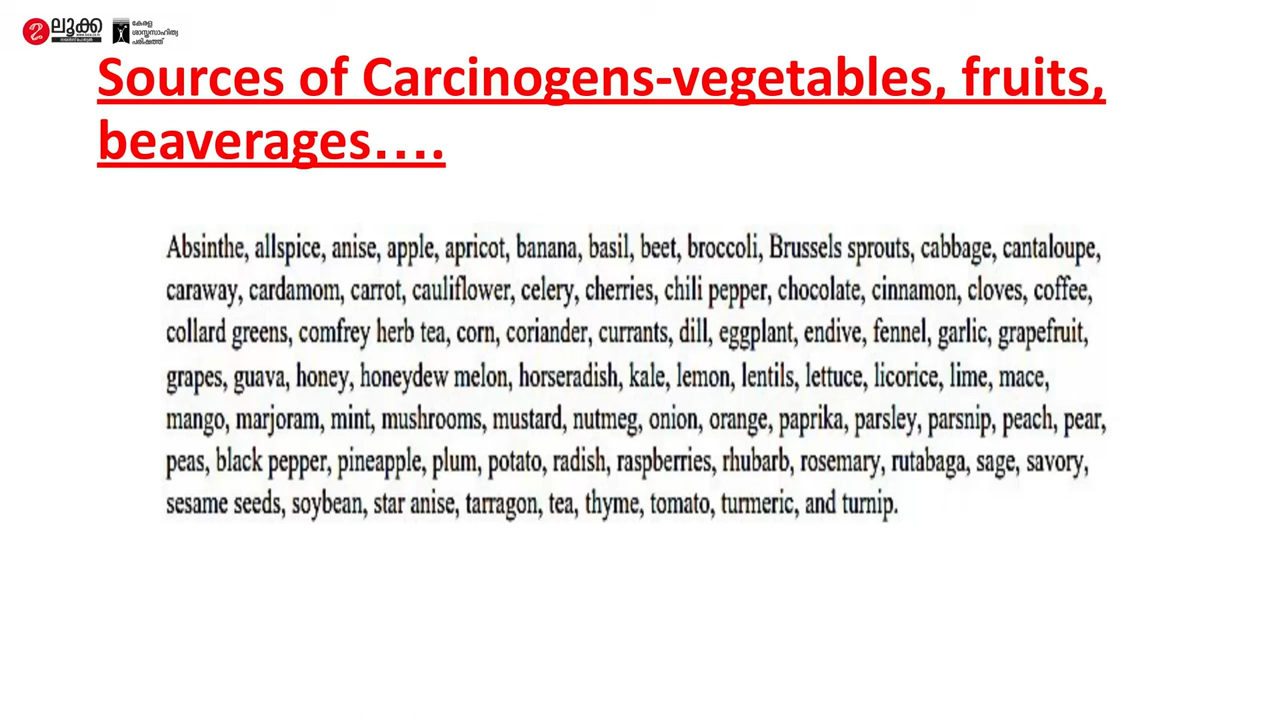 ലൂക്ക
കേരള
ശാസ്ത്രസാഹിത്യ
പരിഷത്ത്
Sources of Carcinogens-vegetables, fruits,
beaverages….
Absinthe, allspice, anise, apple, apricot, banana, basil, beet, broccoli, Brussels sprouts, cabbage, cantaloupe,
caraway, cardamom, carrot, cauliflower, celery, cherries, chili pepper, chocolate, cinnamon, cloves, coffee,
collard greens, comfrey herb tea, corn, coriander, currants, dill, eggplant, endive, fennel, garlic, grapefruit,
grapes, guava, honey, honeydew melon, horseradish, kale, lemon, lentils, lettuce, licorice, lime, mace,
mango, marjoram, mint, mushrooms, mustard, nutmeg, onion, orange, paprika, parsley, parsnip, peach, pear,
peas, black pepper, pineapple, plum, potato, radish, raspberries, rhubarb, rosemary, rutabaga, sage, savory,
sesame seeds, soybean, star anise, tarragon, tea, thyme, tomato, turmeric, and turnip.